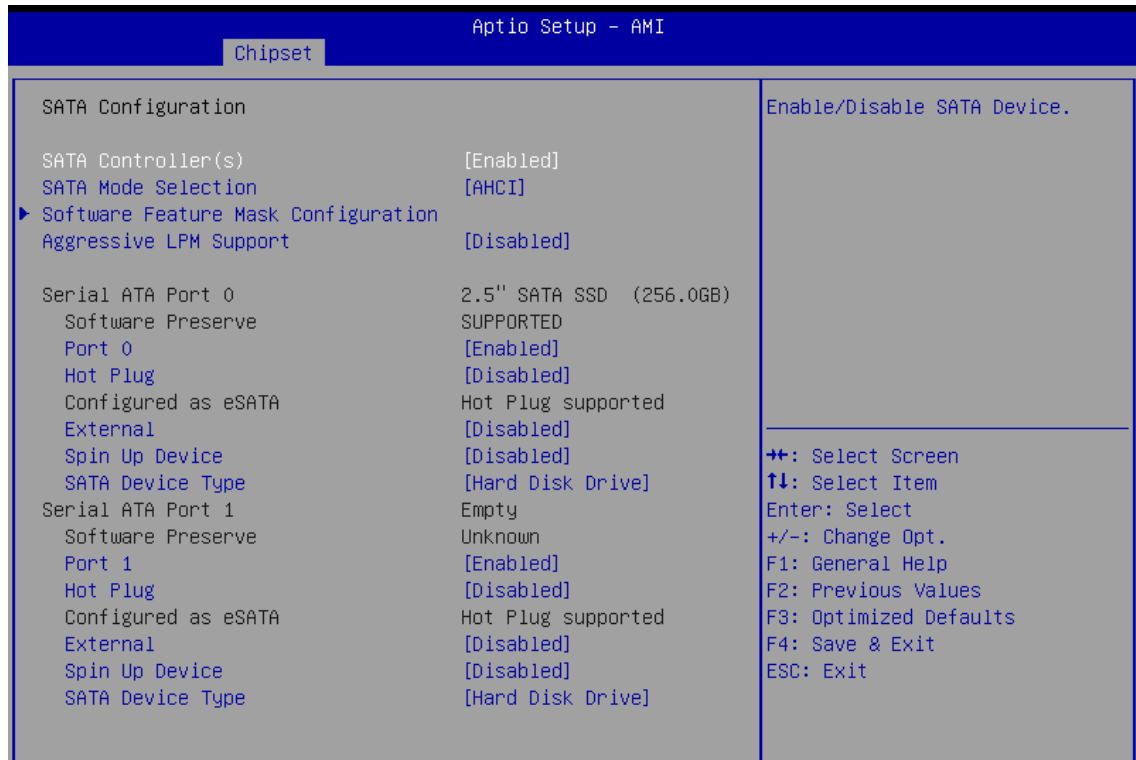 Aptio Setup – AMI
Chipset
SATA Configuration
SATA Controller(s) [Enabled]
SATA Mode Selection [AHCI]
▶ Software Feature Mask Configuration
Aggressive LPM Support [Disabled]
Serial ATA Port 0 2.5" SATA SSD (256.0GB)
Software Preserve SUPPORTED
Port 0 [Enabled]
Hot Plug [Disabled]
Configured as eSATA Hot Plug supported
External [Disabled]
Spin Up Device [Disabled]
SATA Device Type [Hard Disk Drive]
Serial ATA Port 1 Empty
Software Preserve Unknown
Port 1 [Enabled]
Hot Plug [Disabled]
Configured as eSATA Hot Plug supported
External [Disabled]
Spin Up Device [Disabled]
SATA Device Type [Hard Disk Drive]
Enable/Disable SATA Device.
→←: Select Screen
↑↓: Select Item
Enter: Select
+/-: Change Opt.
F1: General Help
F2: Previous Values
F3: Optimized Defaults
F4: Save & Exit
ESC: Exit